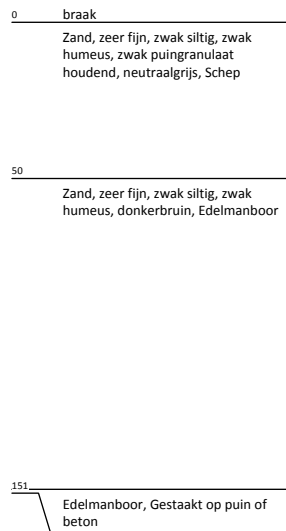 0 braak
Zand, zeer fijn, zwak siltig, zwak
humeus, zwak puingranulaat
houdend, neutraalgrijs, Schep
50
Zand, zeer fijn, zwak siltig, zwak
humeus, donkerbruin, Edelmanboor
151
Edelmanboor, Gestaakt op puin of
beton